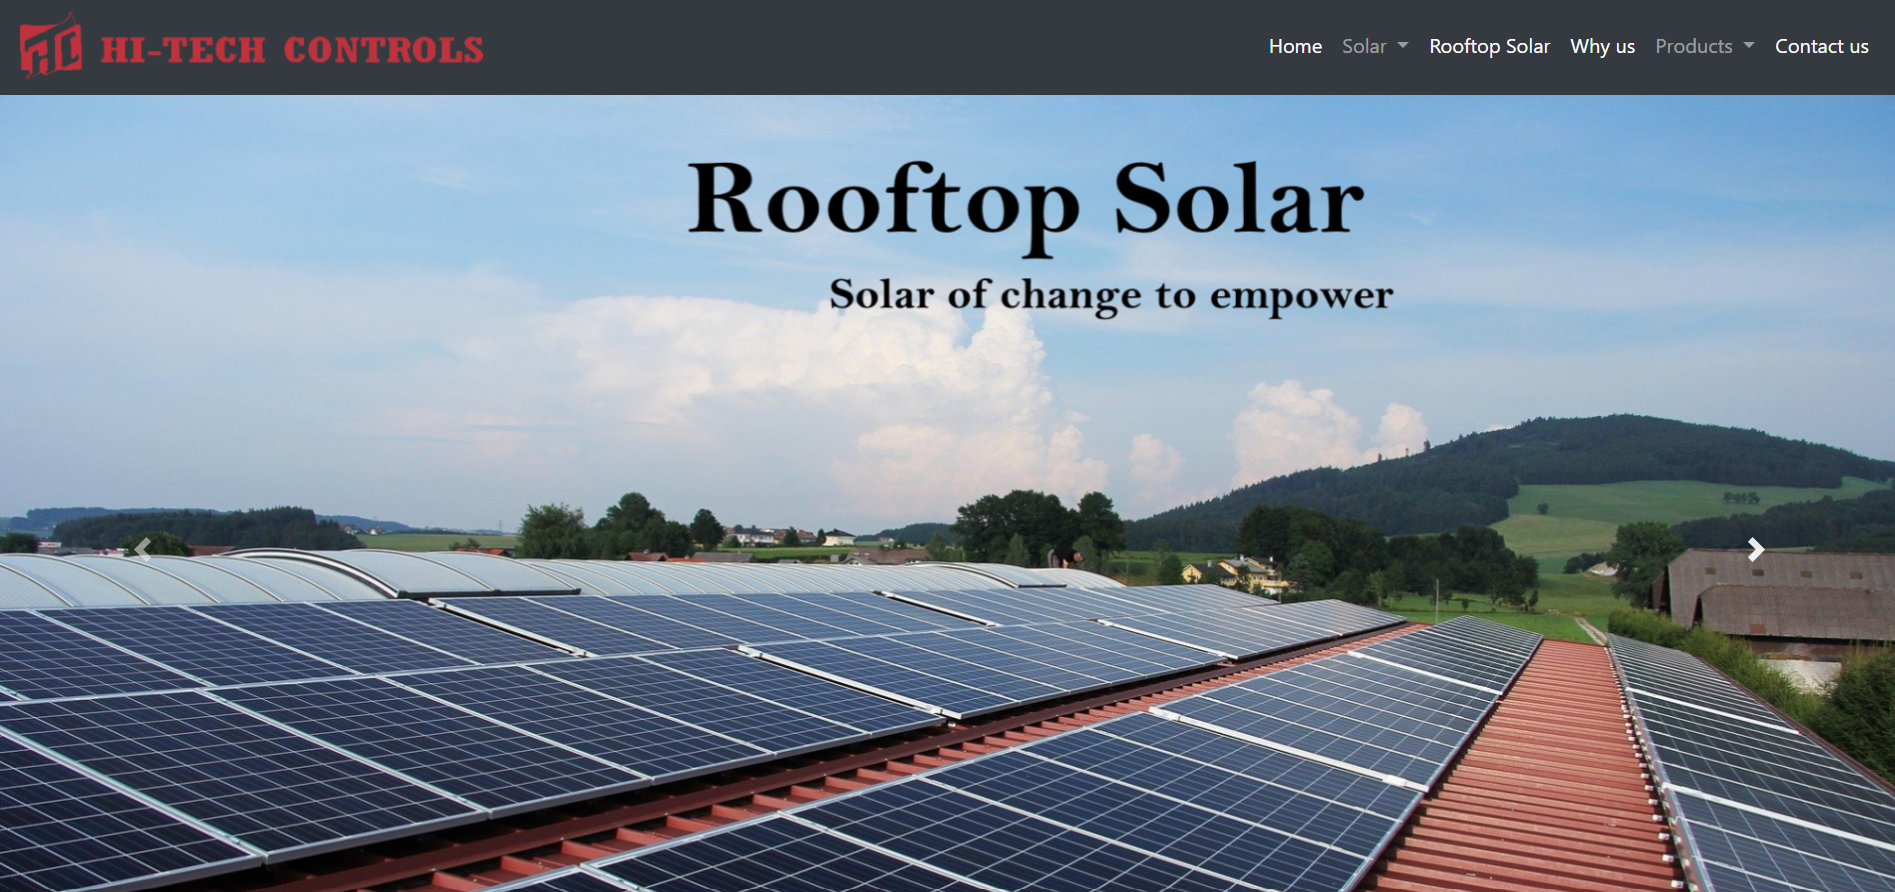 HI-TECH CONTROLS
Home Solar Rooftop Solar Why us Products Contact us
Rooftop Solar
Solar of change to empower